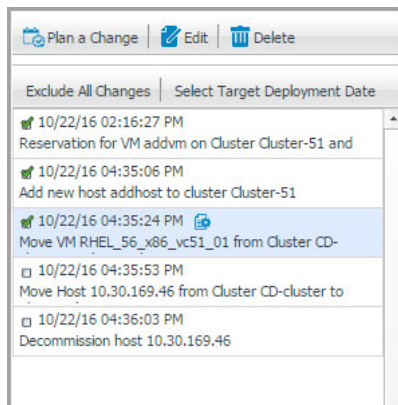 Plan a Change Edit Delete
Exclude All Changes Select Target Deployment Date
10/22/16 02:16:27 PM
Reservation for VM addvm on Cluster Cluster-51 and
10/22/16 04:35:06 PM
Add new host addhost to cluster Cluster-51
10/22/16 04:35:24 PM
Move VM RHEL_56_x86_vc51_01 from Cluster CD-
10/22/16 04:35:53 PM
Move Host 10.30.169.46 from Cluster CD-cluster to
10/22/16 04:36:03 PM
Decommission host 10.30.169.46